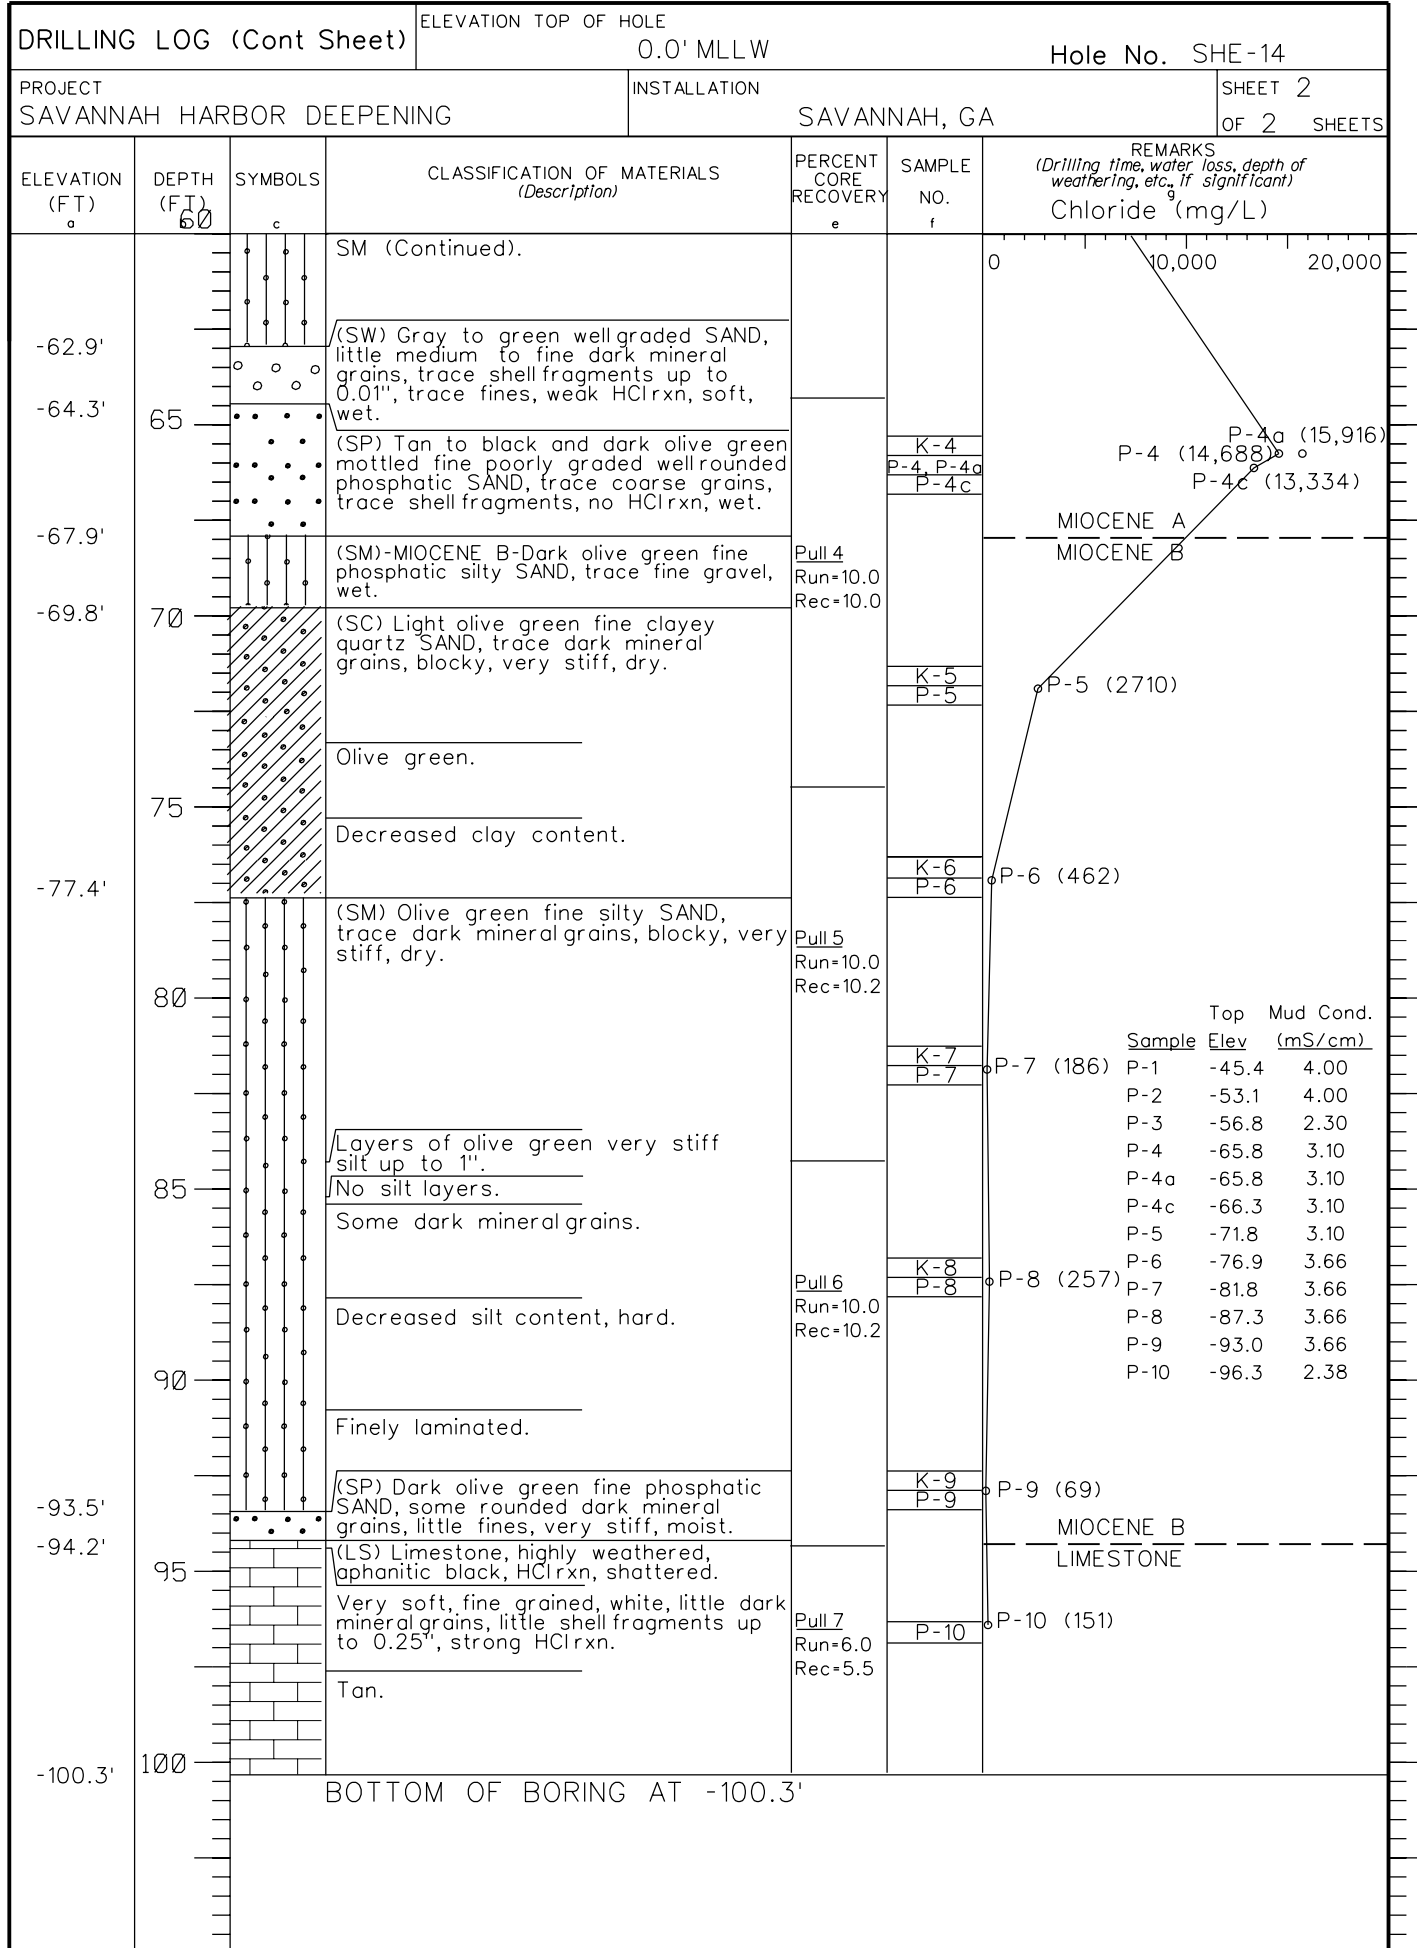 DRILLING LOG (Cont Sheet)
ELEVATION TOP OF HOLE
0.0' MLLW
Hole No. SHE-14
PROJECT
SAVANNAH HARBOR DEEPENING
INSTALLATION
SAVANNAH, GA
SHEET 2
OF 2 SHEETS
ELEVATION
(FT)
a
DEPTH
(FT)
b
60
SYMBOLS
c
CLASSIFICATION OF MATERIALS
(Description)
PERCENT
CORE
RECOVERY
e
SAMPLE
NO.
f
REMARKS
(Drilling time, water loss, depth of
weathering, etc., if significant)
g
Chloride (mg/L)
0 10,000 20,000
SM (Continued).
-62.9'
(SW) Gray to green well graded SAND,
little medium to fine dark mineral
grains, trace shell fragments up to
0.01", trace fines, weak HCl rxn, soft,
wet.
-64.3'
65
(SP) Tan to black and dark olive green
mottled fine poorly graded well rounded
phosphatic SAND, trace coarse grains,
trace shell fragments, no HCl rxn, wet.
K-4
P-4, P-4a
P-4c
P-4a (15,916)
P-4 (14,688)
P-4c (13,334)
MIOCENE A
MIOCENE B
-67.9'
(SM)-MIOCENE B-Dark olive green fine
phosphatic silty SAND, trace fine gravel,
wet.
Pull 4
Run=10.0
Rec=10.0
-69.8'
70
(SC) Light olive green fine clayey
quartz SAND, trace dark mineral
grains, blocky, very stiff, dry.
K-5
P-5
P-5 (2710)
Olive green.
75
Decreased clay content.
K-6
P-6
P-6 (462)
-77.4'
(SM) Olive green fine silty SAND,
trace dark mineral grains, blocky, very
stiff, dry.
Pull 5
Run=10.0
Rec=10.2
80
K-7
P-7
P-7 (186)
Top Mud Cond.
Sample Elev (mS/cm)
P-1 -45.4 4.00
P-2 -53.1 4.00
P-3 -56.8 2.30
P-4 -65.8 3.10
P-4a -65.8 3.10
P-4c -66.3 3.10
P-5 -71.8 3.10
P-6 -76.9 3.66
P-7 -81.8 3.66
P-8 -87.3 3.66
P-9 -93.0 3.66
P-10 -96.3 2.38
Layers of olive green very stiff
silt up to 1".
85
No silt layers.
Some dark mineral grains.
K-8
P-8
P-8 (257)
Pull 6
Run=10.0
Rec=10.2
Decreased silt content, hard.
90
Finely laminated.
K-9
P-9
P-9 (69)
-93.5'
(SP) Dark olive green fine phosphatic
SAND, some rounded dark mineral
grains, little fines, very stiff, moist.
MIOCENE B
LIMESTONE
-94.2'
95
(LS) Limestone, highly weathered,
aphanitic black, HCl rxn, shattered.
Very soft, fine grained, white, little dark
mineral grains, little shell fragments up
to 0.25", strong HCl rxn.
Pull 7
Run=6.0
Rec=5.5
P-10
P-10 (151)
Tan.
100
-100.3'
BOTTOM OF BORING AT -100.3'